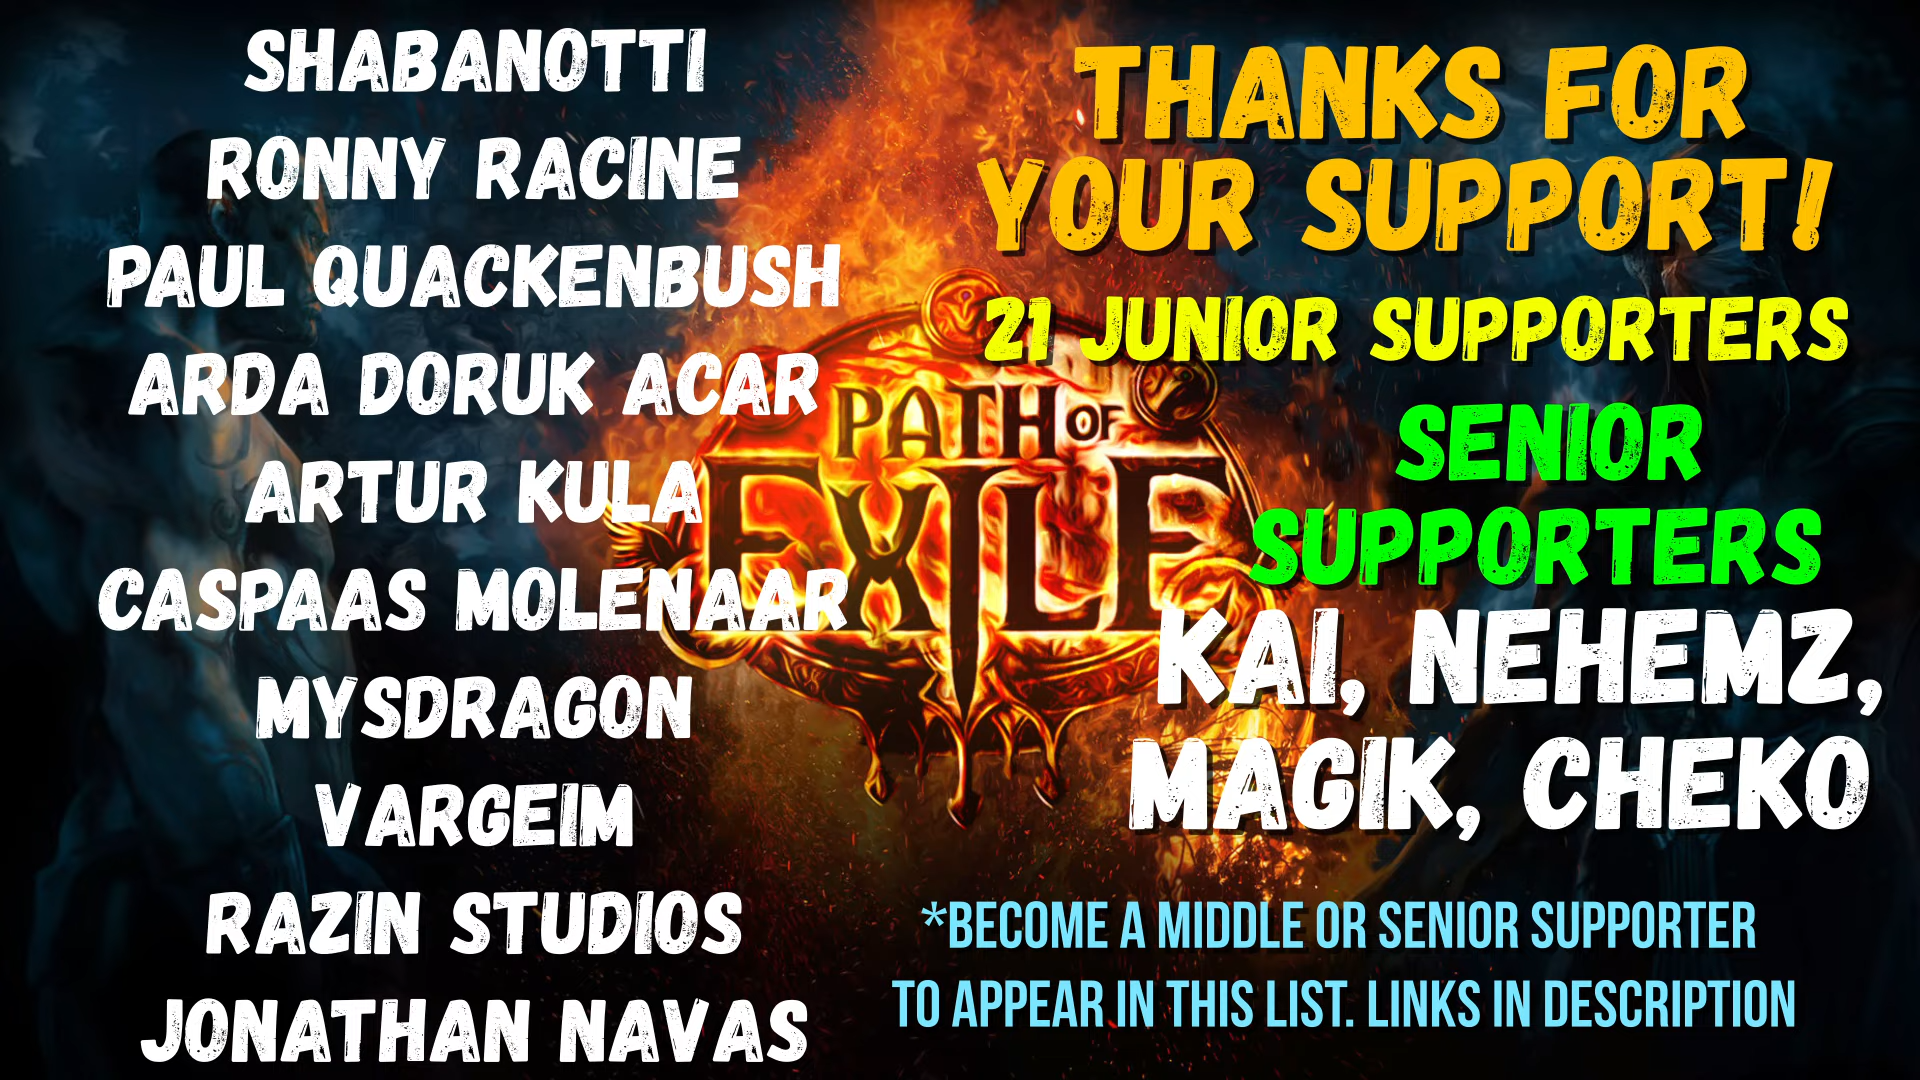 SHABANOTTI
RONNY RACINE
PAUL QUACKENBUSH
ARDA DORUK ACAR
ARTUR KULA
CASPAAS MOLENAAR
MYSDRAGON
VARGEIM
RAZIN STUDIOS
JONATHAN NAVAS
PATH OF
EXILE
THANKS FOR
YOUR SUPPORT!
21 JUNIOR SUPPORTERS
SENIOR
SUPPORTERS
KAI, NEHEMZ,
MAGIK, CHEKO
*BECOME A MIDDLE OR SENIOR SUPPORTER
TO APPEAR IN THIS LIST. LINKS IN DESCRIPTION